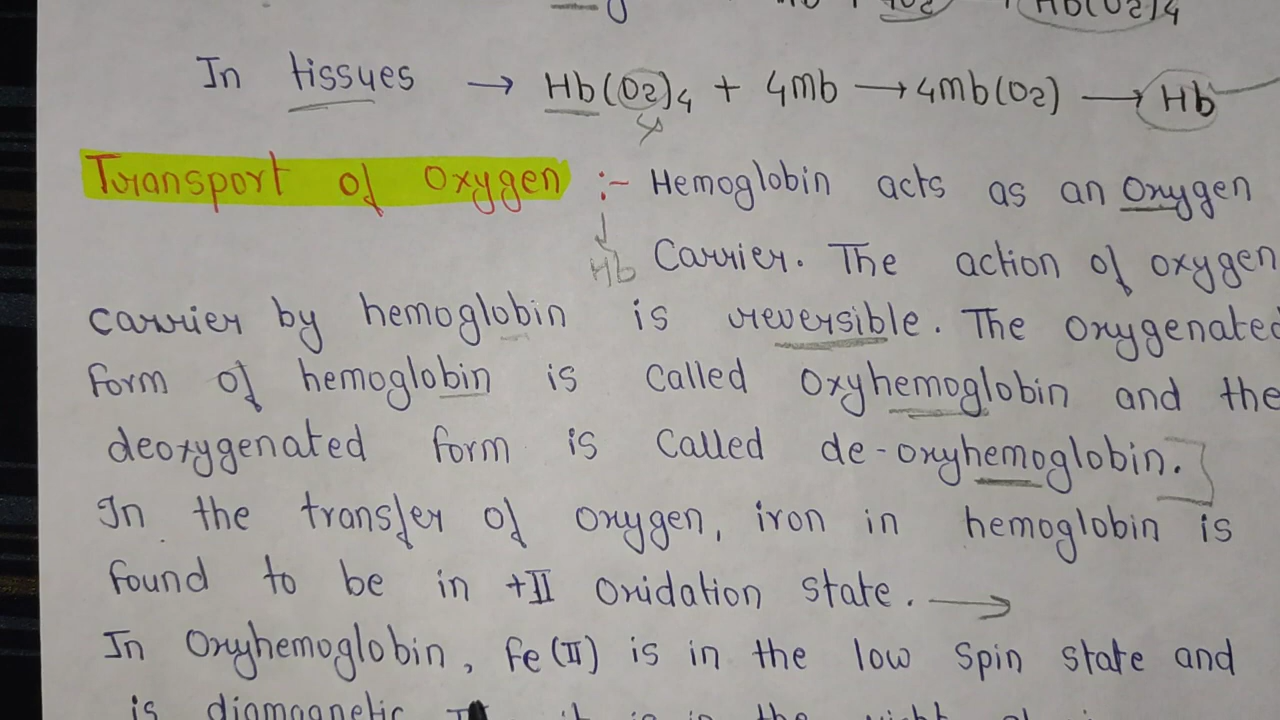 Hb(O2)4
In tissues → Hb(O2)4 + 4mb → 4mb(O2) → Hb
Transport of Oxygen :- Hemoglobin acts as an Oxygen
Hb Carrier. The action of oxygen
carrier by hemoglobin is reversible. The oxygenated
form of hemoglobin is called Oxyhemoglobin and the
deoxygenated form is called de-oxyhemoglobin.
In the transfer of oxygen, iron in hemoglobin is
found to be in +II oxidation state. →
In Oxyhemoglobin, Fe(II) is in the low spin state and
is diamagnetic